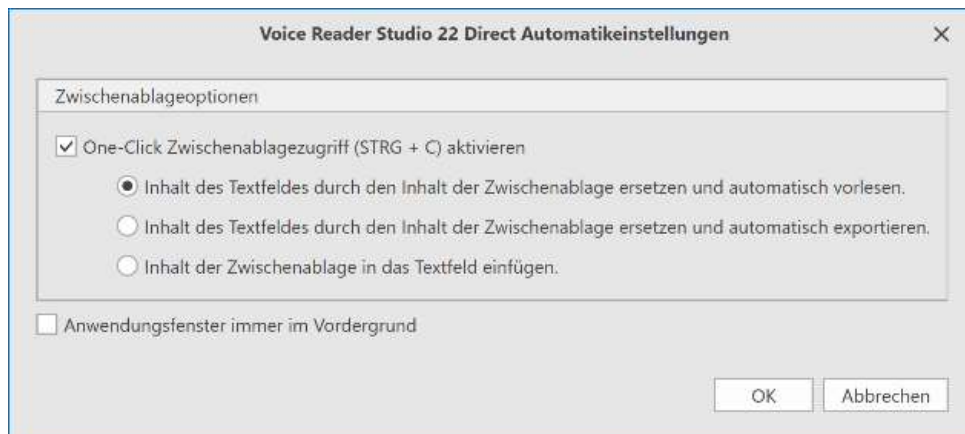 Voice Reader Studio 22 Direct Automatikeinstellungen
Zwischenablageoptionen
One-Click Zwischenablagezugriff (STRG + C) aktivieren
Inhalt des Textfeldes durch den Inhalt der Zwischenablage ersetzen und automatisch vorlesen.
Inhalt des Textfeldes durch den Inhalt der Zwischenablage ersetzen und automatisch exportieren.
Inhalt der Zwischenablage in das Textfeld einfügen.
Anwendungsfenster immer im Vordergrund
OK Abbrechen